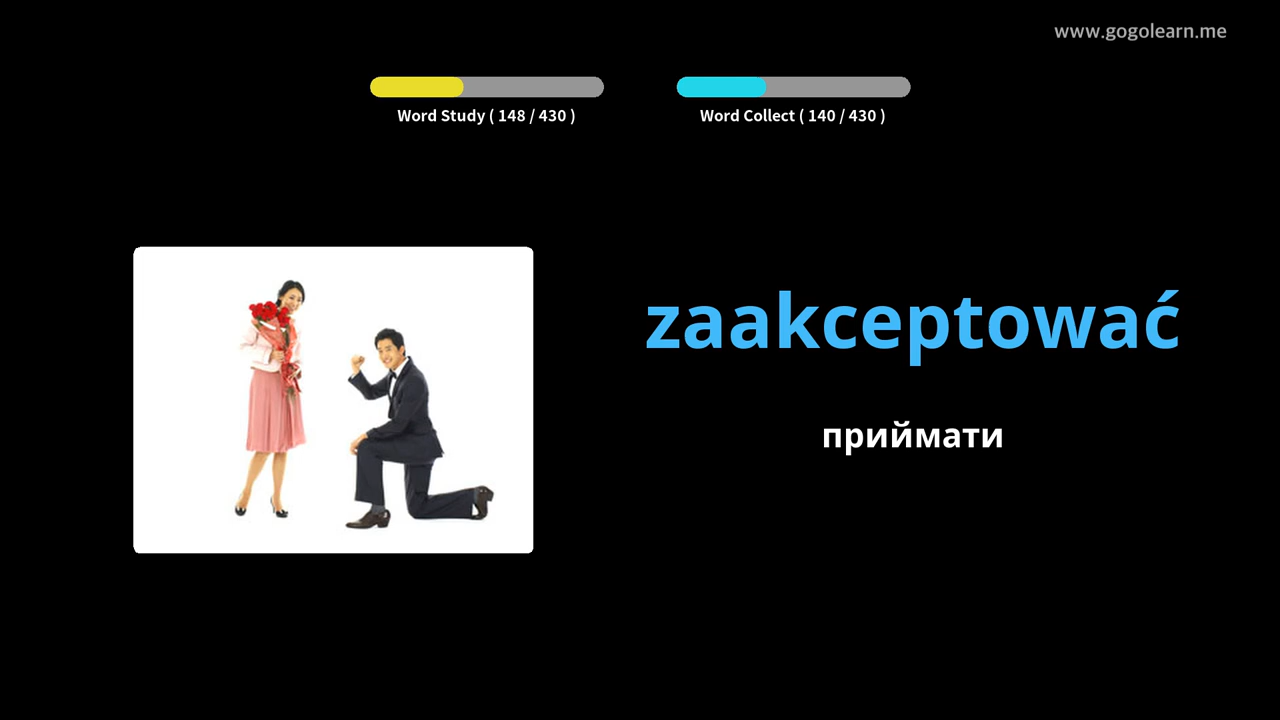 www.gogolearn.me
Word Study ( 148 / 430 )
Word Collect ( 140 / 430 )
zaakceptować
приймати